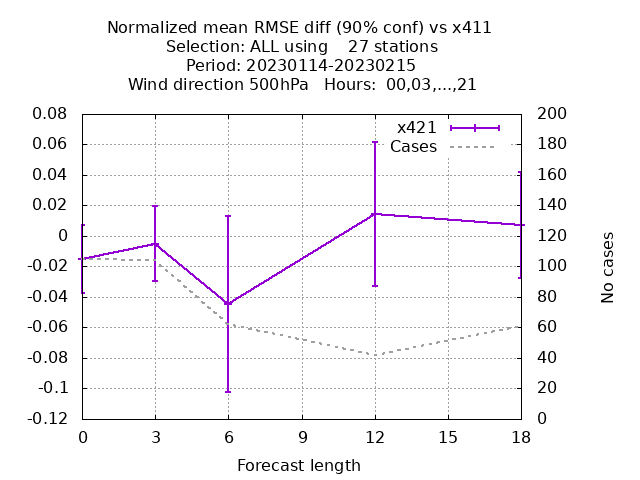 Normalized mean RMSE diff (90% conf) vs x411
Selection: ALL using    27 stations
Period: 20230114-20230215
Wind direction 500hPa   Hours:  00,03,...,21
x421
Cases
0.08
0.06
0.04
0.02
0
-0.02
-0.04
-0.06
-0.08
-0.1
-0.12
200
180
160
140
120
100
80
60
40
20
0
No cases
0 3 6 9 12 15 18
Forecast length